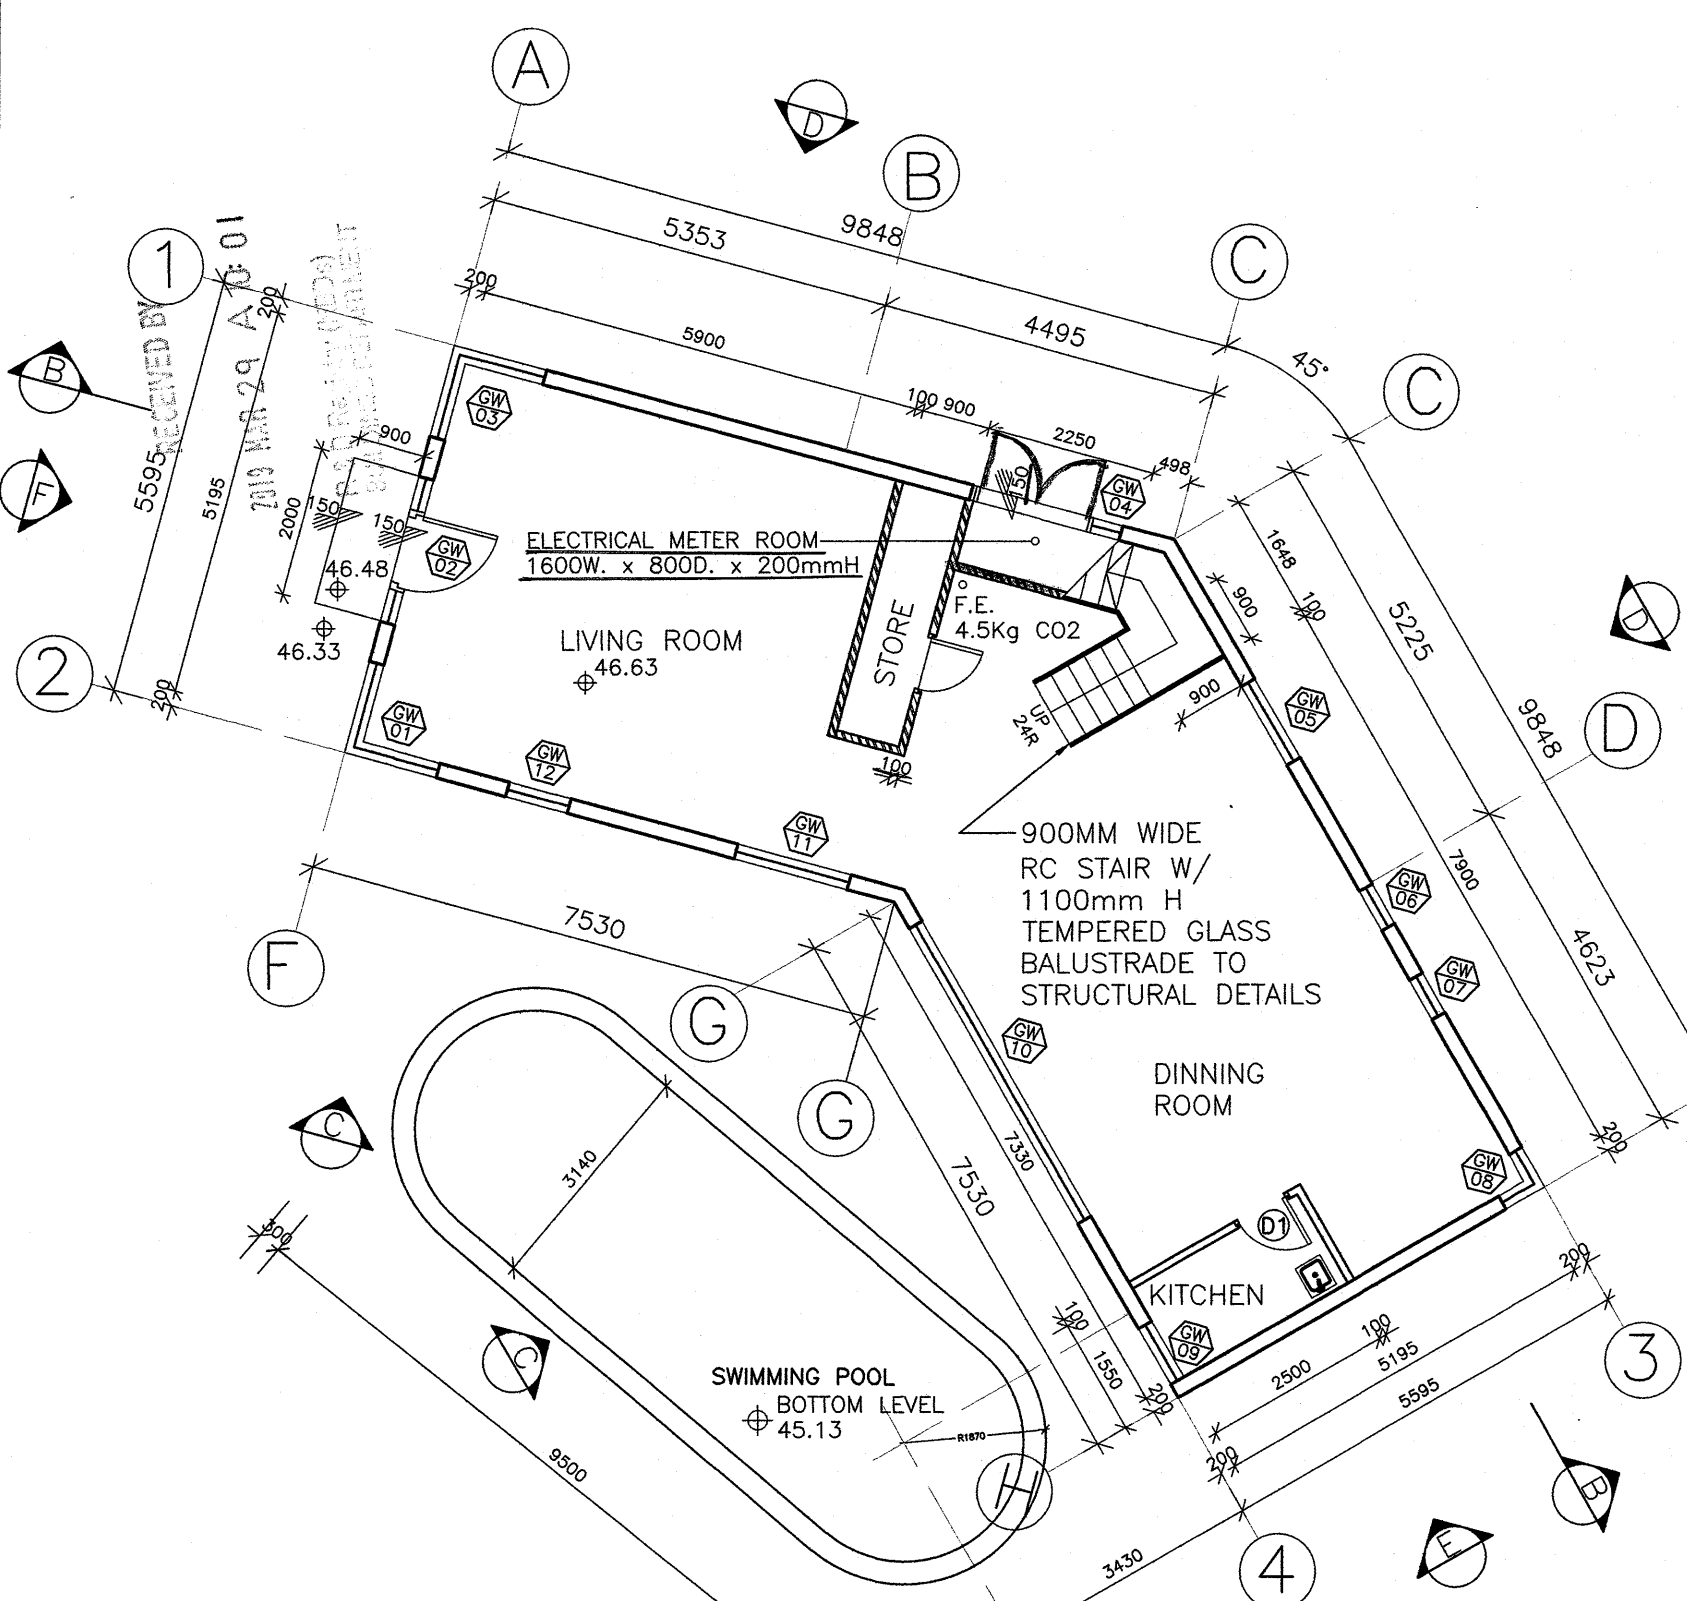 A
D
B
C
1
9848
5353
200
5900
4495
45°
C
100 900
2250
498
150
GW
04
RECEIVED BY
2019 MAR 29 A 10:01
200
5595
5195
B
F
900
2000
150
150
46.48
46.33
GW
03
GW
02
ELECTRICAL METER ROOM
1600W. x 800D. x 200mmH
F.E.
4.5Kg CO2
LIVING ROOM
46.63
STORE
UP
24R
900
100
2
200
GW
01
GW
12
GW
11
1648
900
100
5225
D
9848
D
GW
05
7900
GW
06
4623
GW
07
900MM WIDE
RC STAIR W/
1100mm H
TEMPERED GLASS
BALUSTRADE TO
STRUCTURAL DETAILS
7530
F
G
G
GW
10
DINNING
ROOM
7330
7530
C
3140
300
C
GW
08
200
D1
KITCHEN
GW
09
200
100
2500
5195
5595
200
3
100
1550
200
SWIMMING POOL
BOTTOM LEVEL
45.13
R1870
H
9500
3430
4
E
B